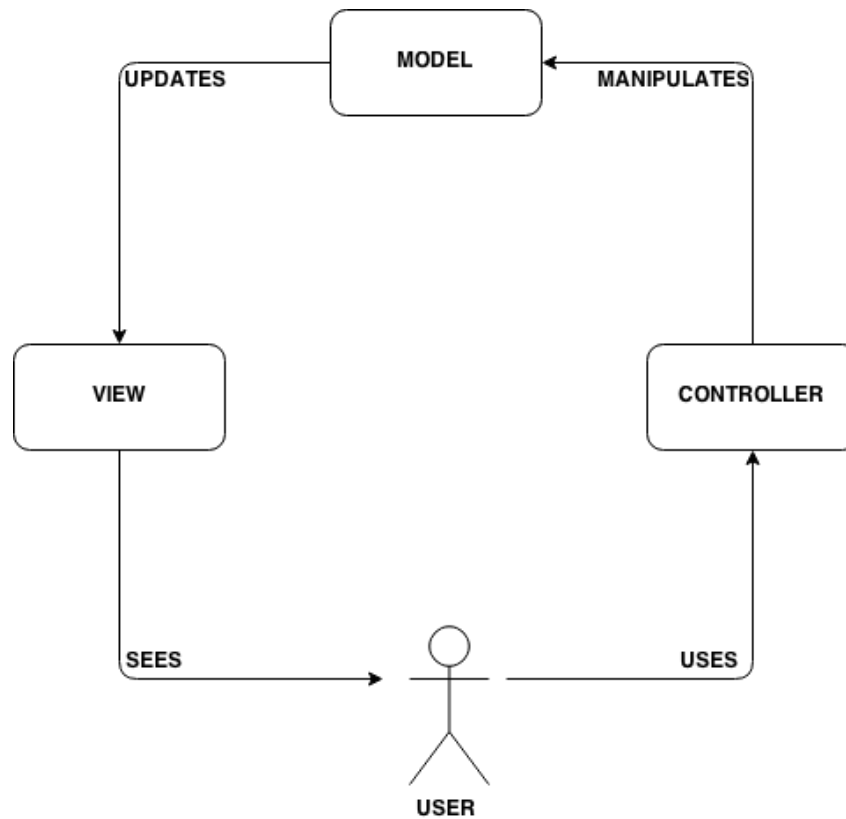 MODEL
UPDATES
MANIPULATES
VIEW
CONTROLLER
SEES
USES
USER